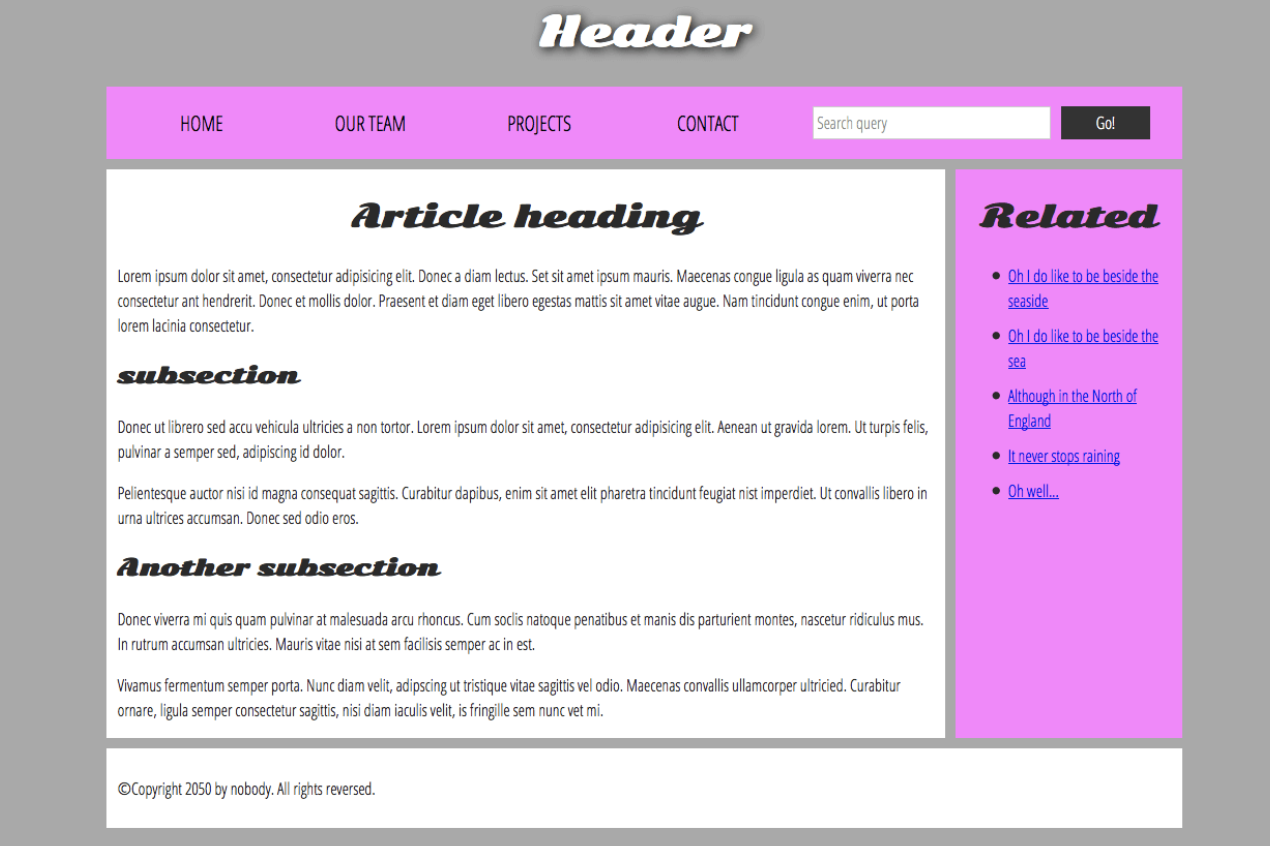 Header
HOME OUR TEAM PROJECTS CONTACT Search query Go!
Article heading
Lorem ipsum dolor sit amet, consectetur adipisicing elit. Donec a diam lectus. Set sit amet ipsum mauris. Maecenas congue ligula as quam viverra nec
consectetur ant hendrerit. Donec et mollis dolor. Praesent et diam eget libero egestas mattis sit amet vitae augue. Nam tincidunt congue enim, ut porta
lorem lacinia consectetur.
subsection
Donec ut librero sed accu vehicula ultricies a non tortor. Lorem ipsum dolor sit amet, consectetur adipisicing elit. Aenean ut gravida lorem. Ut turpis felis,
pulvinar a semper sed, adipiscing id dolor.
Pelientesque auctor nisi id magna consequat sagittis. Curabitur dapibus, enim sit amet elit pharetra tincidunt feugiat nist imperdiet. Ut convallis libero in
urna ultrices accumsan. Donec sed odio eros.
Another subsection
Donec viverra mi quis quam pulvinar at malesuada arcu rhoncus. Cum soclis natoque penatibus et manis dis parturient montes, nascetur ridiculus mus.
In rutrum accumsan ultricies. Mauris vitae nisi at sem facilisis semper ac in est.
Vivamus fermentum semper porta. Nunc diam velit, adipscing ut tristique vitae sagittis vel odio. Maecenas convallis ullamcorper ultricied. Curabitur
ornare, ligula semper consectetur sagittis, nisi diam iaculis velit, is fringille sem nunc vet mi.
Related
Oh I do like to be beside the
seaside
Oh I do like to be beside the
sea
Although in the North of
England
It never stops raining
Oh well...
©Copyright 2050 by nobody. All rights reversed.